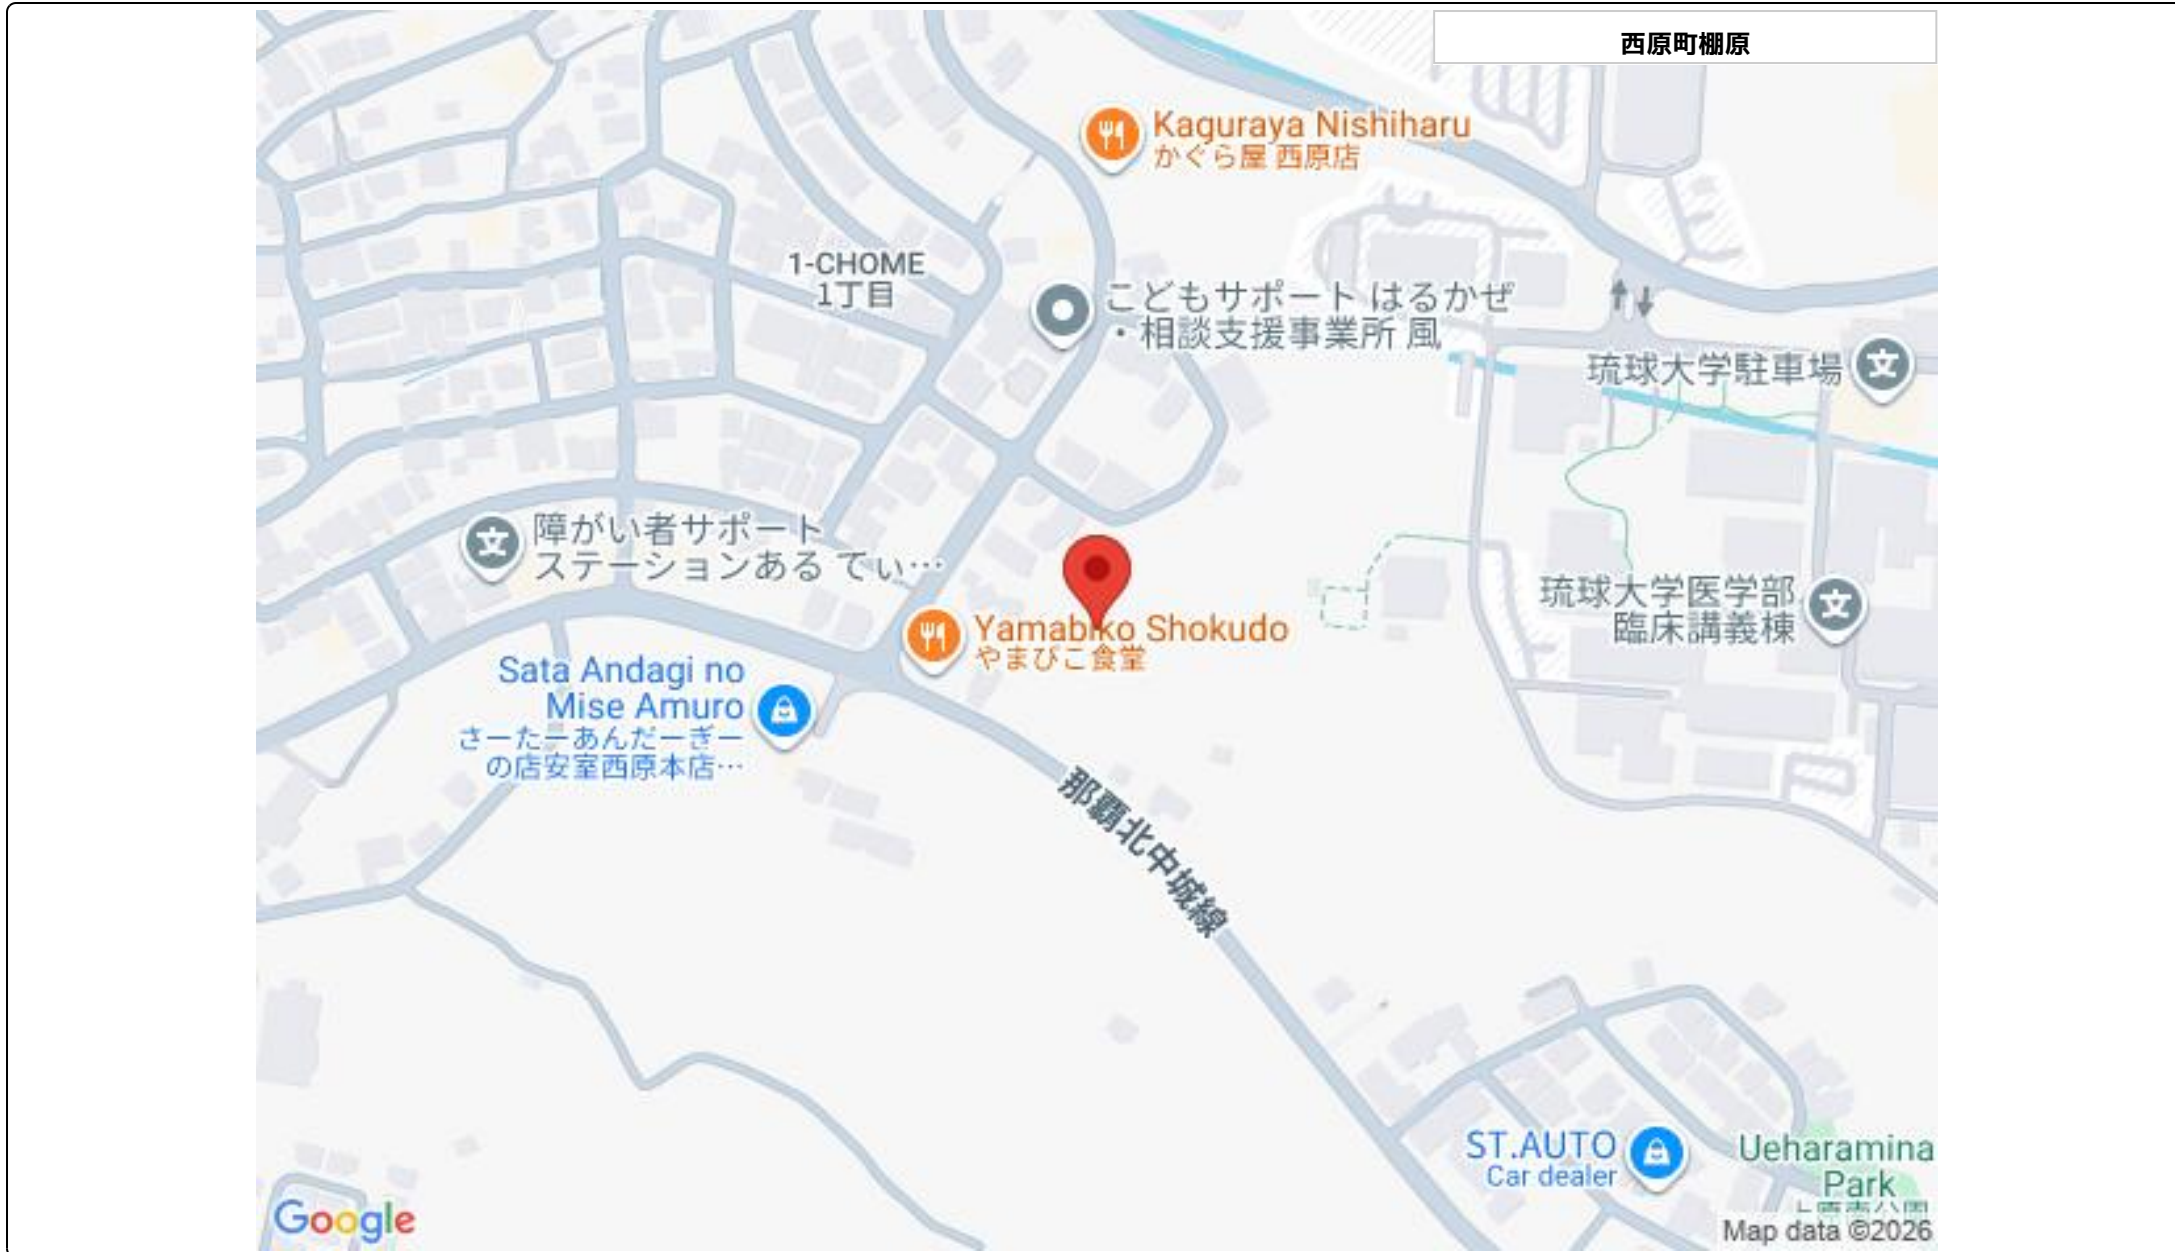 西原町棚原
Kaguraya Nishiharu
かぐら屋 西原店
1-CHOME
1丁目
こどもサポート はるかぜ
・相談支援事業所 風
琉球大学駐車場
障がい者サポート
ステーションある てぃ…
琉球大学医学部
臨床講義棟
Yamabiko Shokudo
やまびこ食堂
Sata Andagi no
Mise Amuro
さーたーあんだーぎー
の店安室西原本店…
那覇北中城線
ST.AUTO
Car dealer
Ueharamina
Park
Google
Map data ©2026